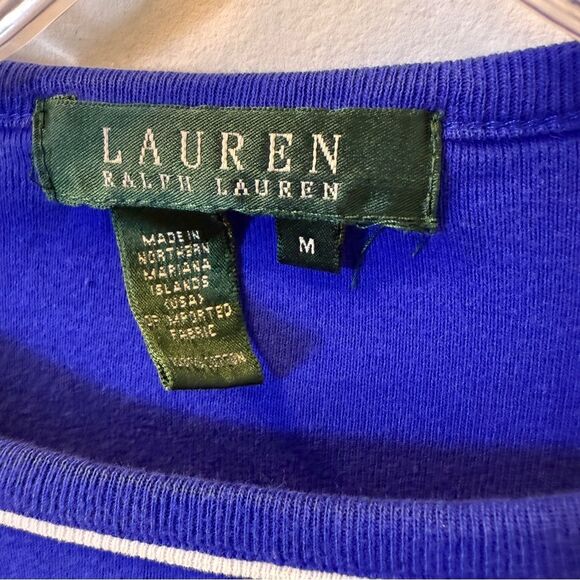 LAUREN
RALPH LAUREN
M
MADE IN
NORTHERN
MARIANA
ISLANDS
(USA)
OF IMPORTED
FABRIC
100% COTTON